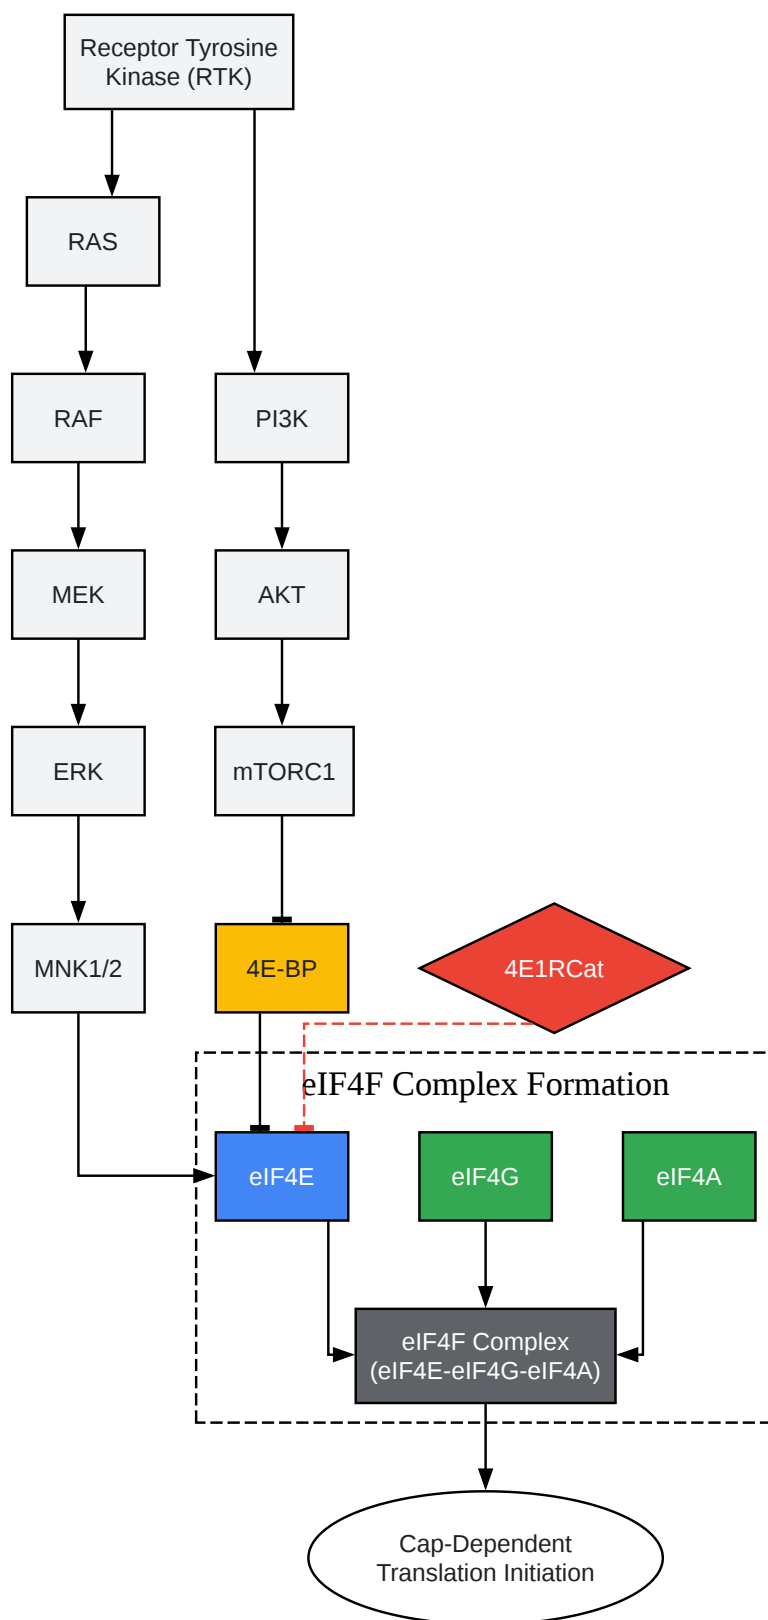 Receptor Tyrosine
Kinase (RTK)
RAS
RAF
PI3K
MEK
AKT
ERK
mTORC1
MNK1/2
4E-BP
4E1RCat
eIF4F Complex Formation
eIF4E
eIF4G
eIF4A
eIF4F Complex
(eIF4E-eIF4G-eIF4A)
Cap-Dependent
Translation Initiation